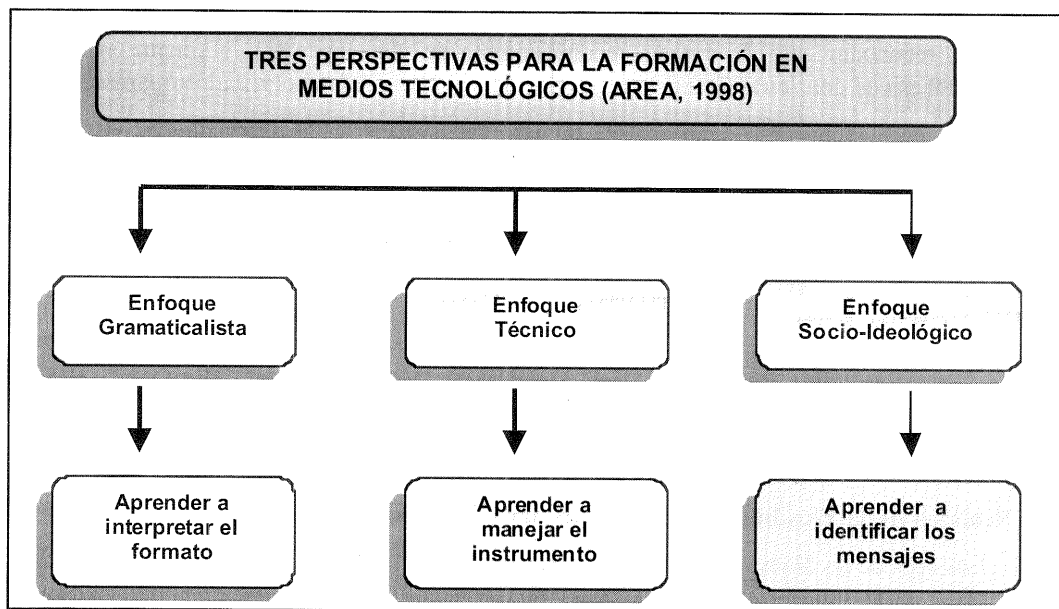 TRES PERSPECTIVAS PARA LA FORMACIÓN EN
MEDIOS TECNOLÓGICOS (AREA, 1998)
Enfoque
Gramaticalista
Enfoque
Técnico
Enfoque
Socio-Ideológico
Aprender a
interpretar el
formato
Aprender a
manejar el
instrumento
Aprender a
identificar los
mensajes